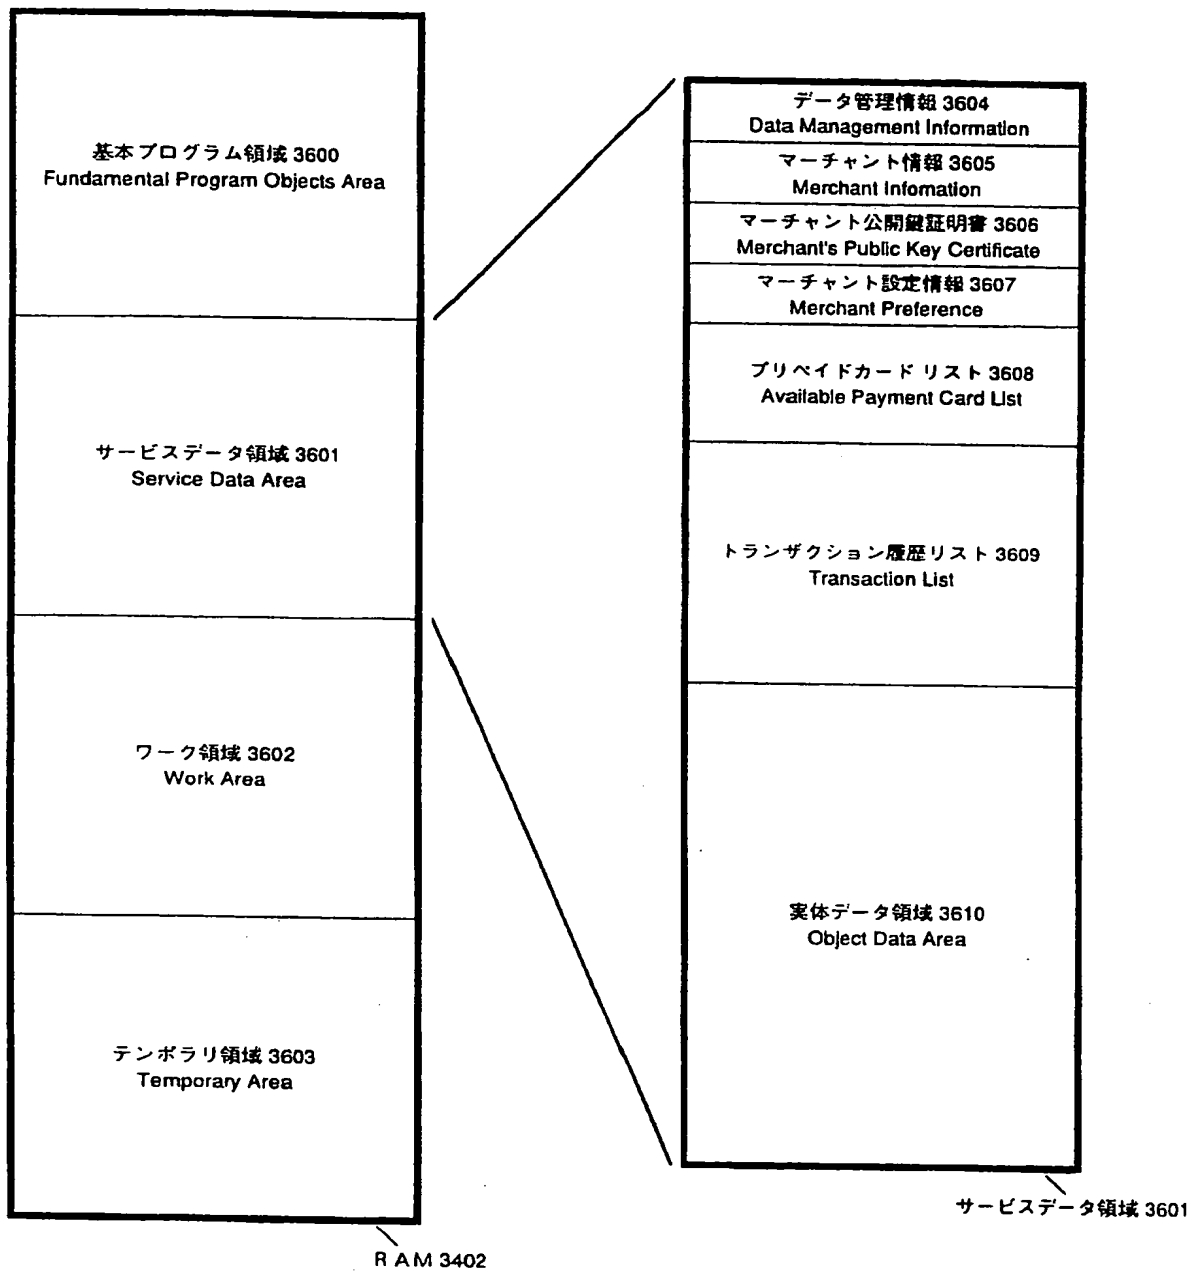 基本プログラム領域 3600
Fundamental Program Objects Area
サービスデータ領域 3601
Service Data Area
ワーク領域 3602
Work Area
テンポラリ領域 3603
Temporary Area
RAM 3402
データ管理情報 3604
Data Management Information
マーチャント情報 3605
Merchant Infomation
マーチャント公開鍵証明書 3606
Merchant's Public Key Certificate
マーチャント設定情報 3607
Merchant Preference
プリペイドカード リスト 3608
Available Payment Card List
トランザクション履歴リスト 3609
Transaction List
実体データ領域 3610
Object Data Area
サービスデータ領域 3601